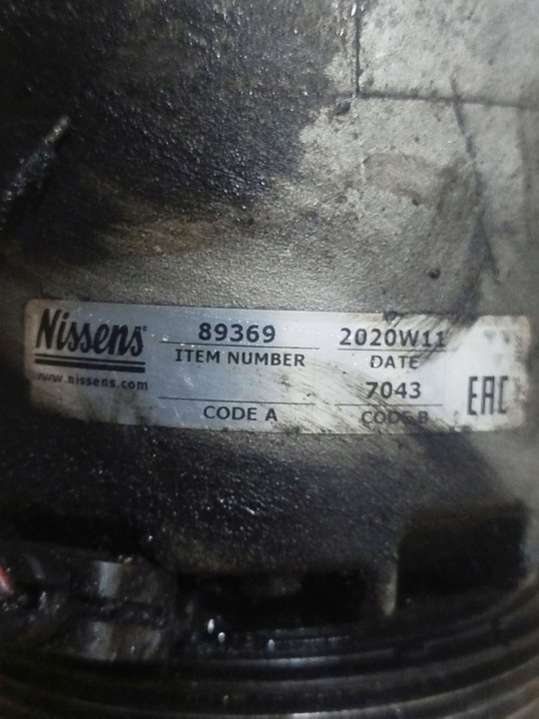 Nissens
89369
2020W11
ITEM NUMBER
DATE
www.nissens.com
7043
CODE A
CODE B
EAC